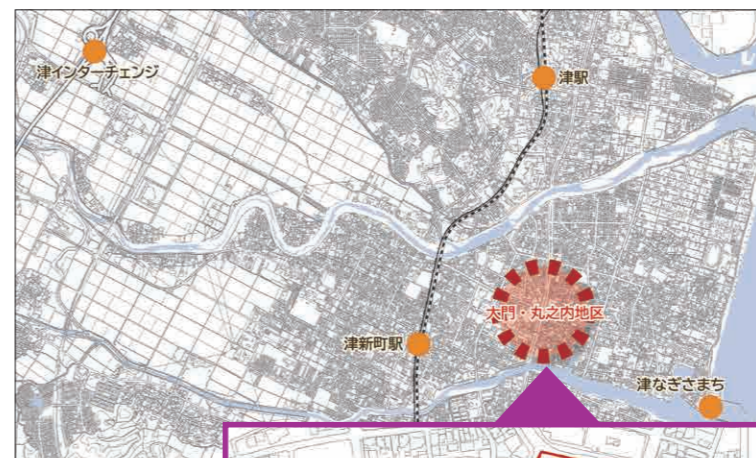 津インターチェンジ
津駅
大門・丸之内地区
津新町駅
津なぎさまち